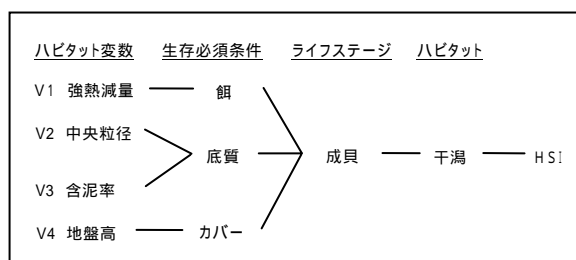 ハビタット変数 生存必須条件 ライフステージ ハビタット
V1 強熱減量 餌
V2 中央粒径
底質 成貝 干潟 HSI
V3 含泥率
V4 地盤高 カバー